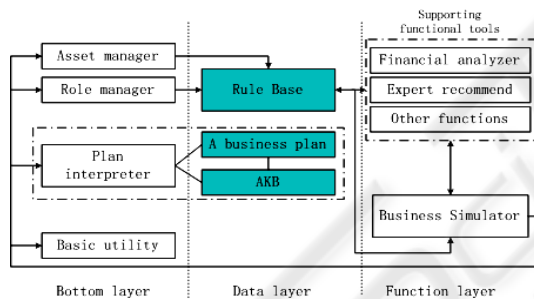 Supporting
functional tools
Asset manager
Financial analyzer
Role manager
Rule Base
Expert recommend
Other functions
A business plan
Plan
interpreter
AKB
Business Simulator
Basic utility
Bottom layer
Data layer
Function layer